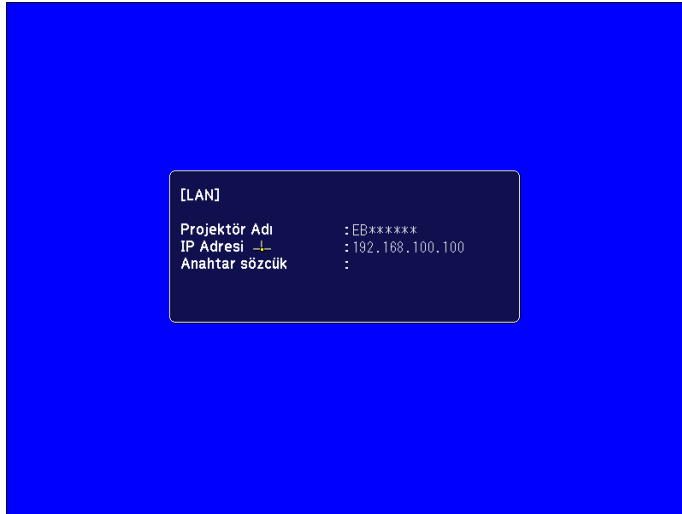 [LAN]
Projektör Adı :EB******
IP Adresi :192.168.100.100
Anahtar sözcük :